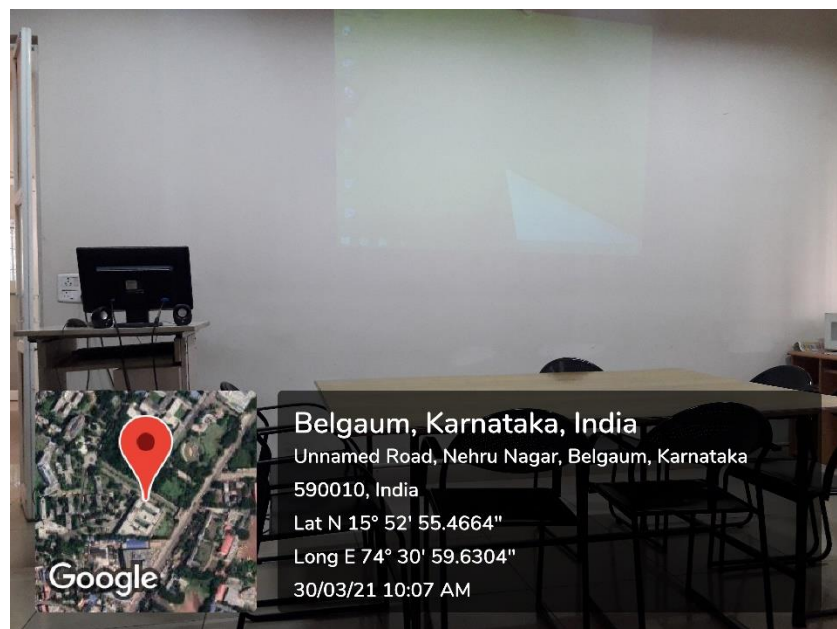 Belgaum, Karnataka, India
Unnamed Road, Nehru Nagar, Belgaum, Karnataka
590010, India
Lat N 15° 52' 55.4664"
Long E 74° 30' 59.6304"
30/03/21 10:07 AM
Google